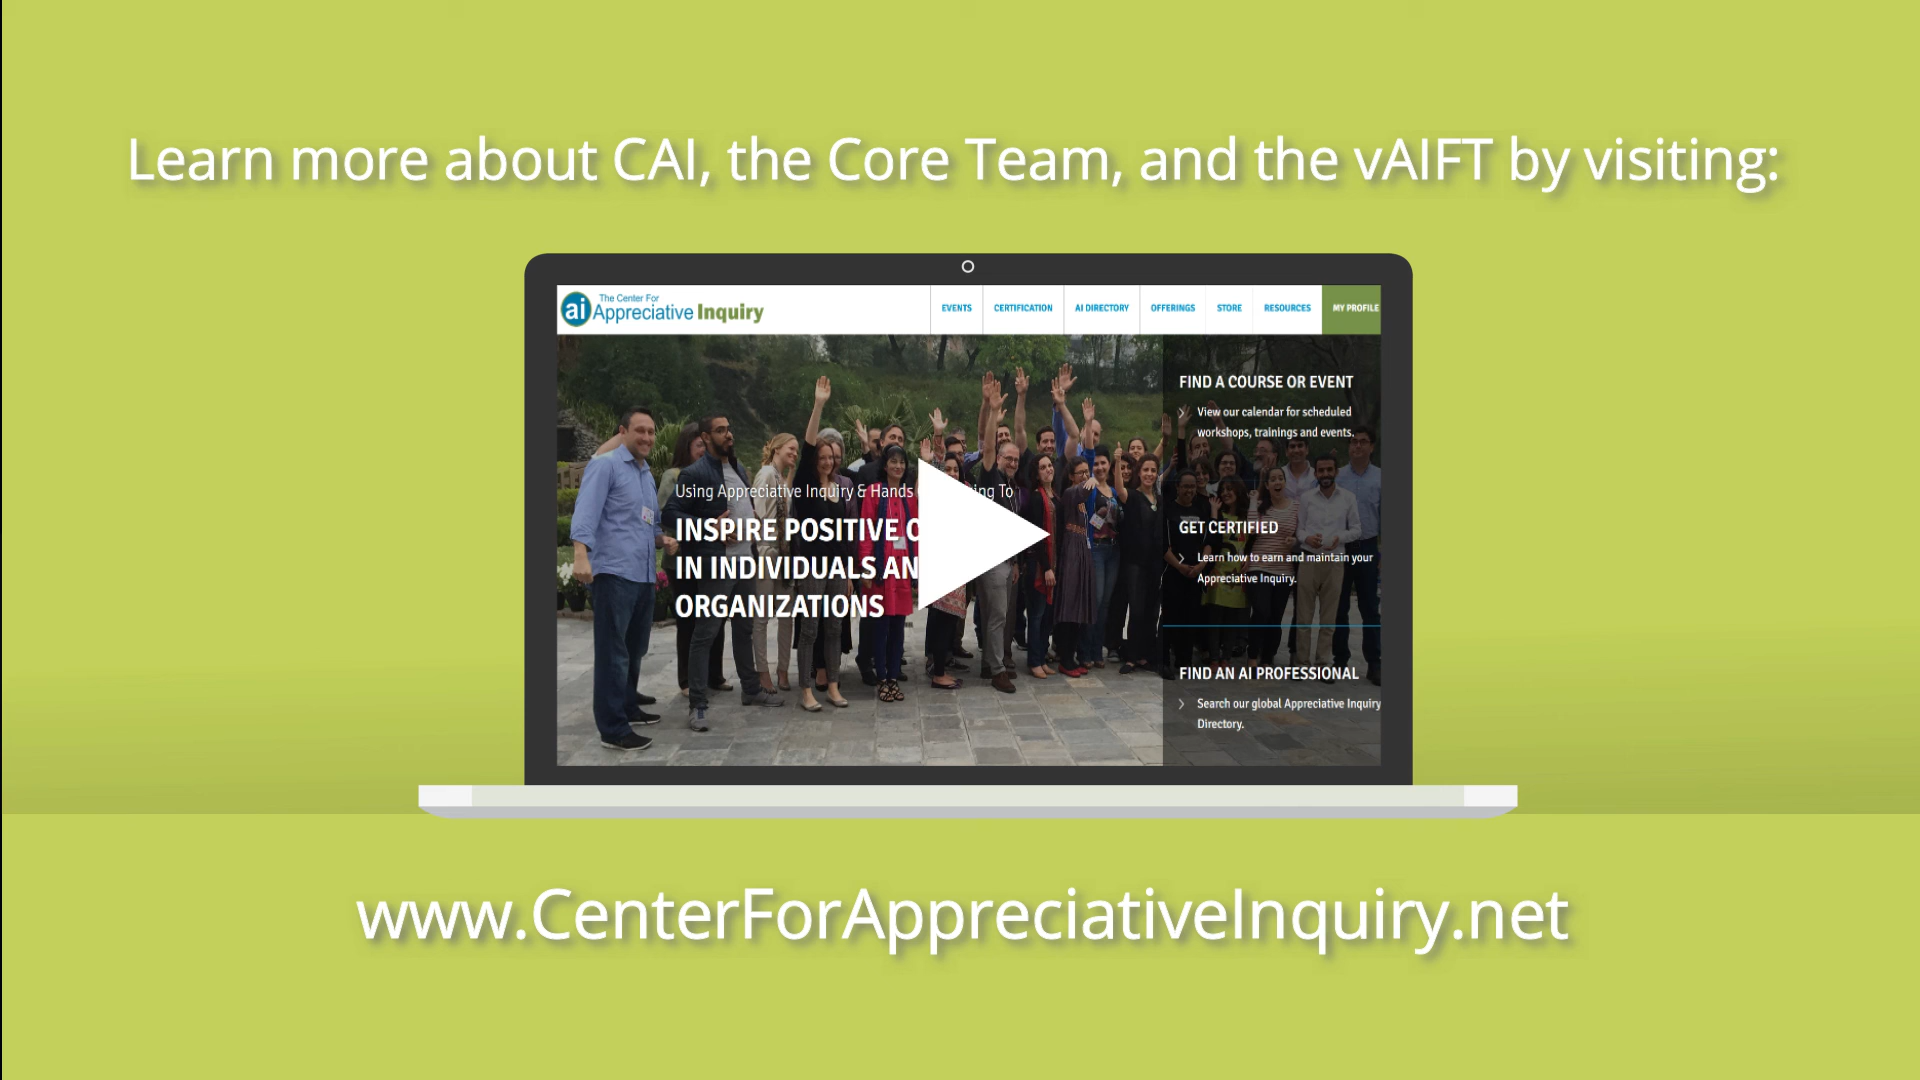 Learn more about CAI, the Core Team, and the vAIFT by visiting:
ai The Center For
Appreciative Inquiry
EVENTS CERTIFICATION AI DIRECTORY OFFERINGS STORE RESOURCES MY PROFILE
Using Appreciative Inquiry & Hands To
INSPIRE POSITIVE
IN INDIVIDUALS
ORGANIZATIONS
FIND A COURSE OR EVENT
View our calendar for scheduled
workshops, trainings and events.
GET CERTIFIED
Learn how to earn and maintain your
Appreciative Inquiry.
FIND AN AI PROFESSIONAL
Search our global Appreciative Inquiry
Directory.
www.CenterForAppreciativeInquiry.net